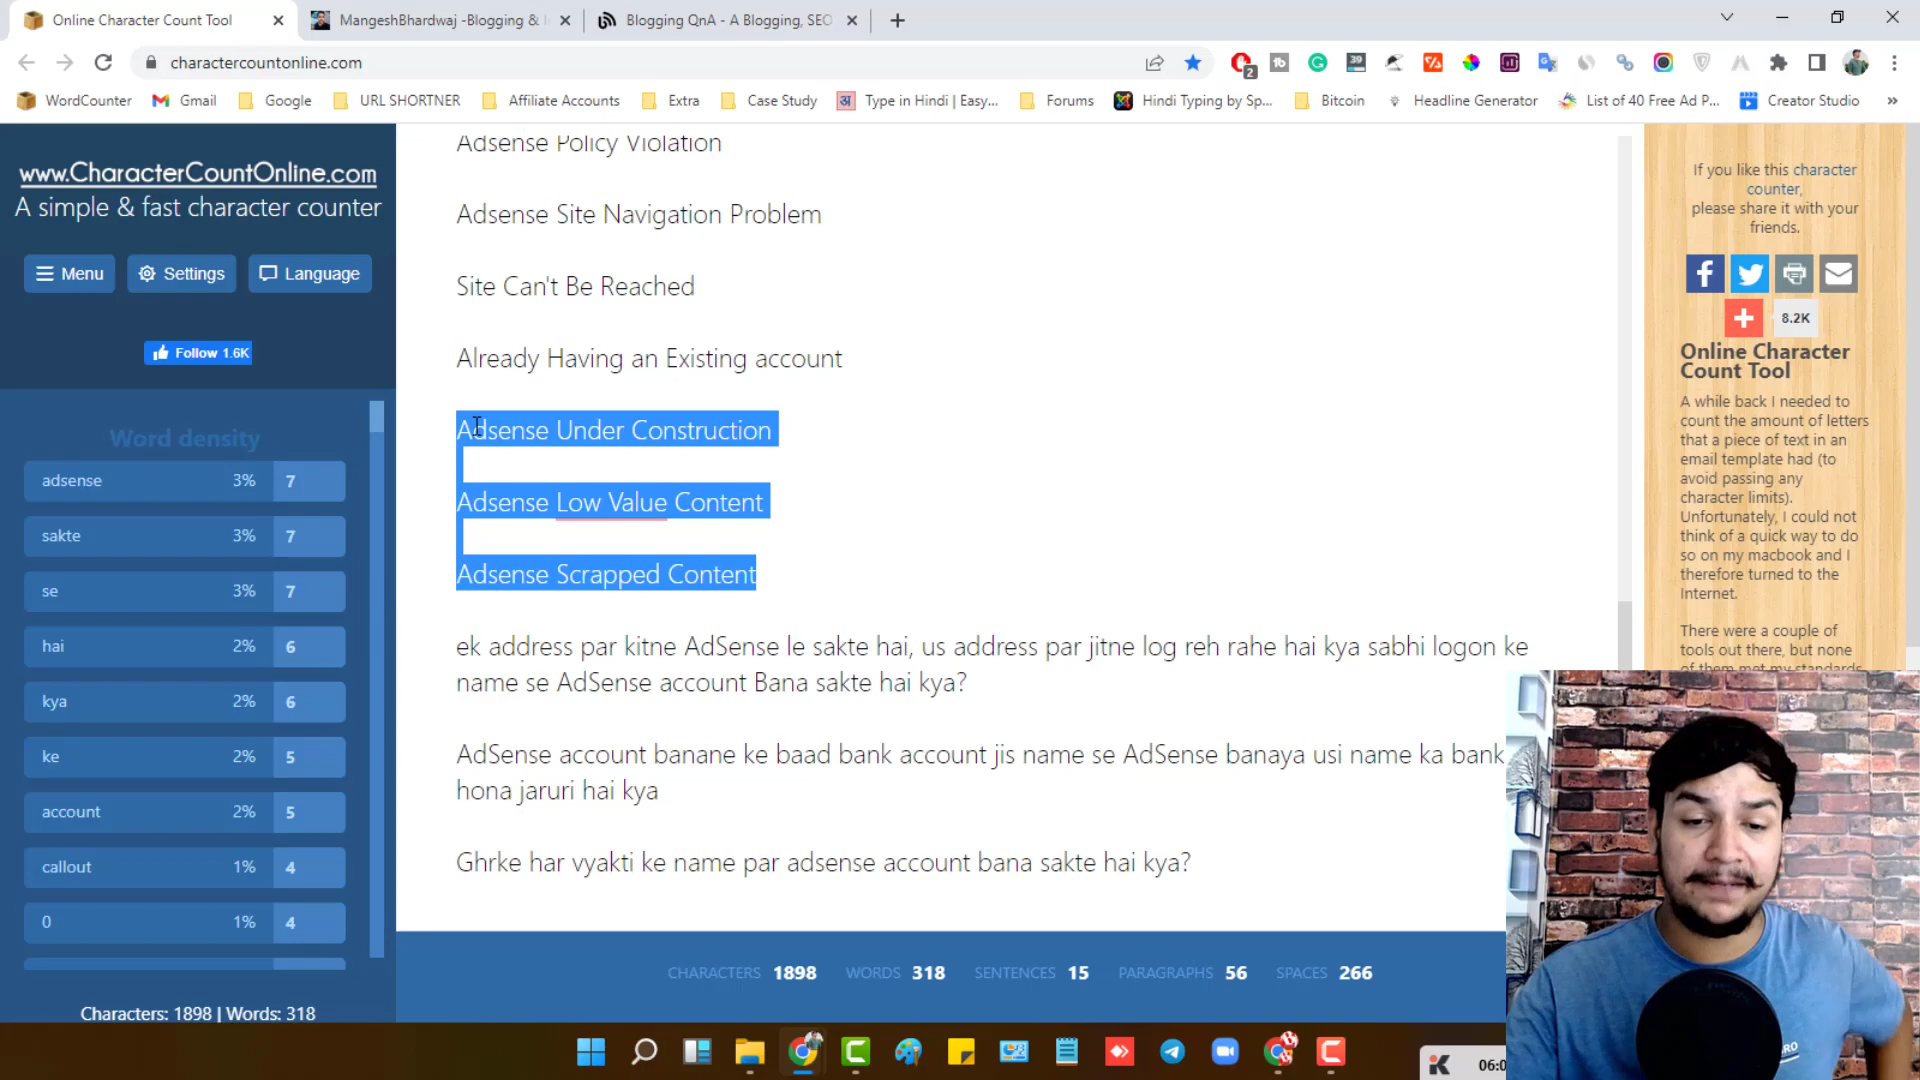 Online Character Count Tool
MangeshBhardwaj -Blogging &
Blogging QnA - A Blogging, SEO
charactercountonline.com
2
39
WordCounter
Gmail
Google
URL SHORTNER
Affiliate Accounts
Extra
Case Study
Type in Hindi | Easy...
Forums
Hindi Typing by Sp...
Bitcoin
Headline Generator
List of 40 Free Ad P...
Creator Studio
www.CharacterCountOnline.com
A simple & fast character counter
Menu
Settings
Language
Follow 1.6K
Word density
adsense 3% 7
sakte 3% 7
se 3% 7
hai 2% 6
kya 2% 6
ke 2% 5
account 2% 5
callout 1% 4
0 1% 4
Characters: 1898 | Words: 318
Adsense Policy Violation
Adsense Site Navigation Problem
Site Can't Be Reached
Already Having an Existing account
Adsense Under Construction
Adsense Low Value Content
Adsense Scrapped Content
ek address par kitne AdSense le sakte hai, us address par jitne log reh rahe hai kya sabhi logon ke
name se AdSense account Bana sakte hai kya?
AdSense account banane ke baad bank account jis name se AdSense banaya usi name ka bank
hona jaruri hai kya
Ghrke har vyakti ke name par adsense account bana sakte hai kya?
CHARACTERS 1898 WORDS 318 SENTENCES 15 PARAGRAPHS 56 SPACES 266
If you like this character
counter,
please share it with your
friends.
8.2K
Online Character
Count Tool
A while back I needed to
count the amount of letters
that a piece of text in an
email template had (to
avoid passing any
character limits).
Unfortunately, I could not
think of a quick way to do
so on my macbook and I
therefore turned to the
Internet.
There were a couple of
tools out there, but none
of them met my standards
06:0